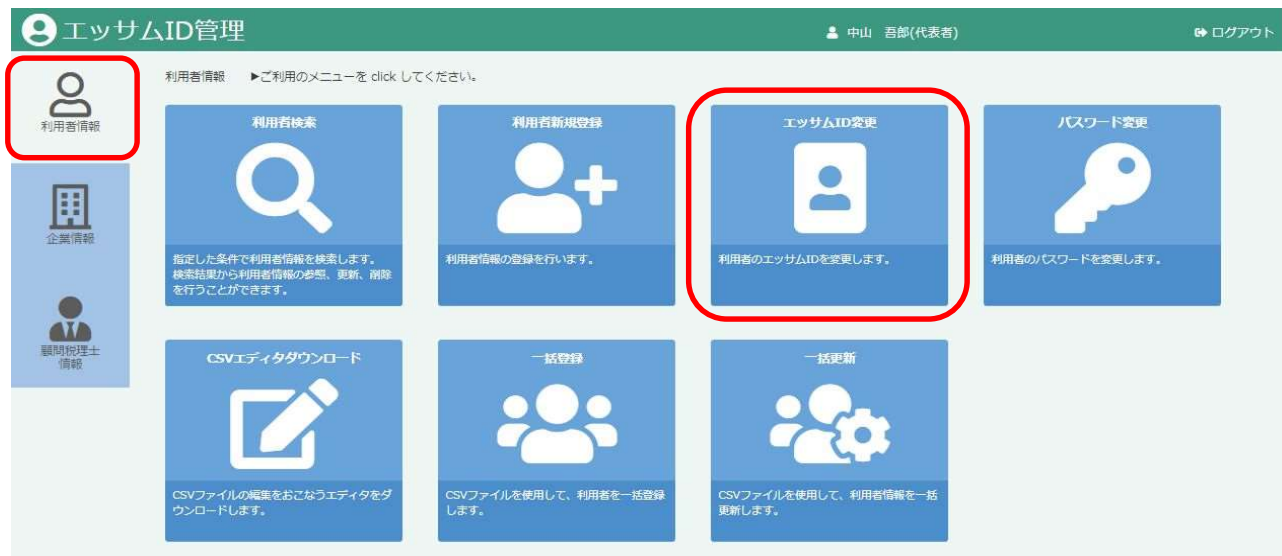 エッサムID管理
中山 吾郎(代表者)
ログアウト
利用者情報
利用者情報 ▶ご利用のメニューを click してください。
企業情報
顧問税理士
情報
利用者検索
指定した条件で利用者情報を検索します。
検索結果から利用者情報の参照、更新、削除
を行うことができます。
利用者新規登録
利用者情報の登録を行います。
エッサムID変更
利用者のエッサムIDを変更します。
パスワード変更
利用者のパスワードを変更します。
CSVエディタダウンロード
CSVファイルの編集をおこなうエディタをダ
ウンロードします。
一括登録
CSVファイルを使用して、利用者を一括登録
します。
一括更新
CSVファイルを使用して、利用者情報を一括
更新します。